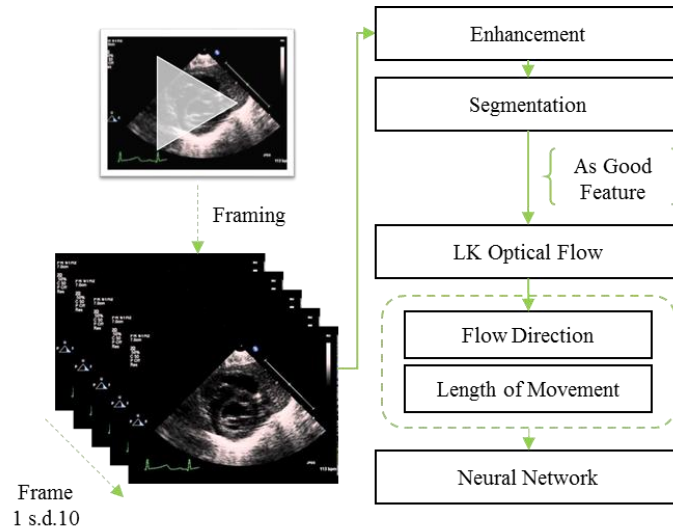 Enhancement
Segmentation
As Good
Feature
LK Optical Flow
Flow Direction
Length of Movement
Neural Network
Framing
Frame
1 s.d.10